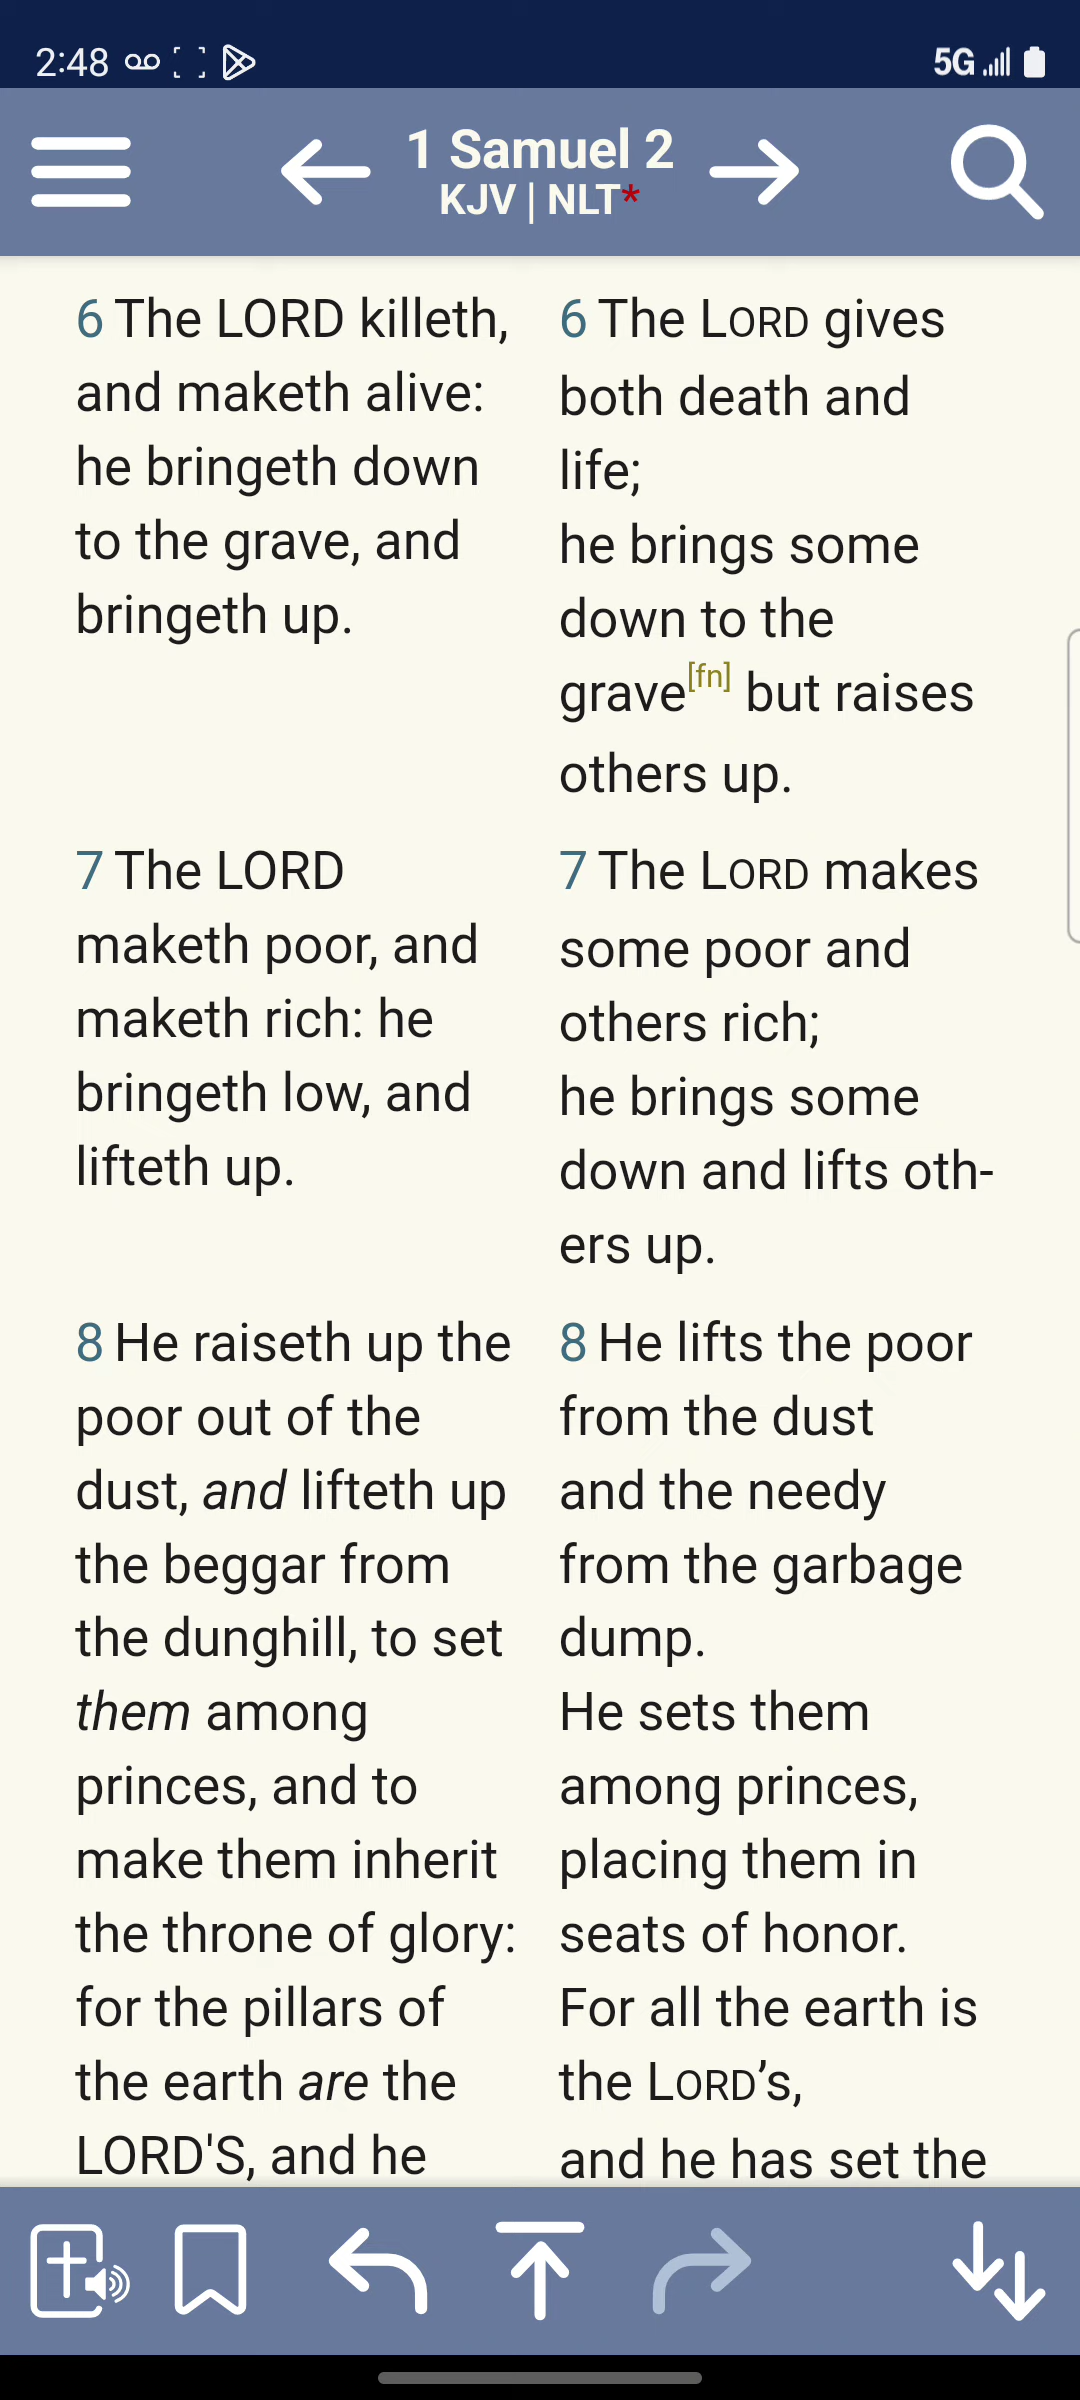 2:48
5G
1 Samuel 2
KJV | NLT*
6 The LORD killeth,
and maketh alive:
he bringeth down
to the grave, and
bringeth up.
6 The LORD gives
both death and
life;
he brings some
down to the
grave[fn] but raises
others up.
7 The LORD
maketh poor, and
maketh rich: he
bringeth low, and
lifteth up.
7 The LORD makes
some poor and
others rich;
he brings some
down and lifts oth-
ers up.
8 He raiseth up the
poor out of the
dust, and lifteth up
the beggar from
the dunghill, to set
them among
princes, and to
make them inherit
the throne of glory:
for the pillars of
the earth are the
LORD'S, and he
8 He lifts the poor
from the dust
and the needy
from the garbage
dump.
He sets them
among princes,
placing them in
seats of honor.
For all the earth is
the LORD’s,
and he has set the